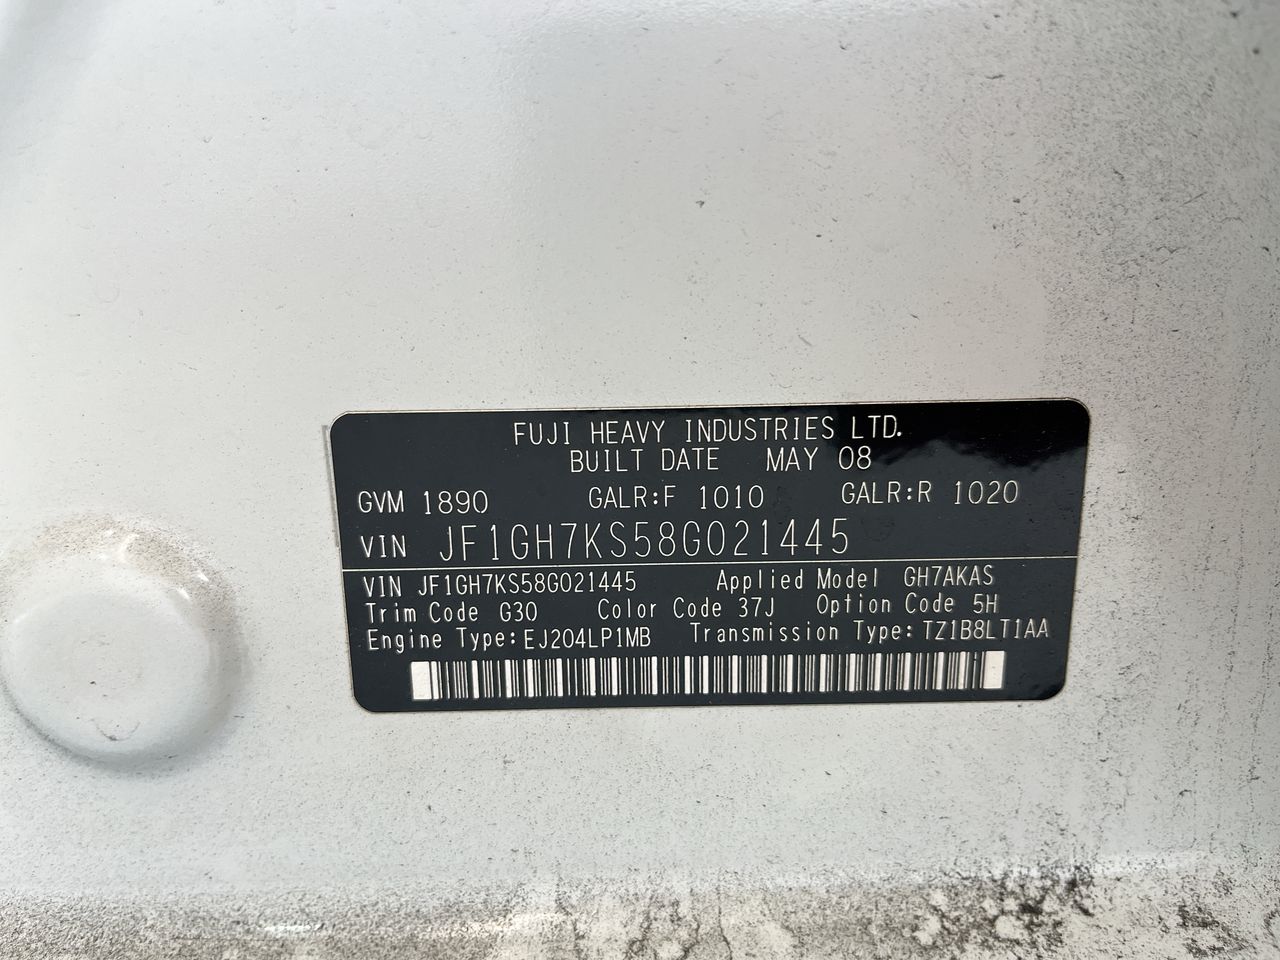 FUJI HEAVY INDUSTRIES LTD.
BUILT DATE MAY 08
GVM 1890 GALR:F 1010 GALR:R 1020
VIN JF1GH7KS58G021445
VIN JF1GH7KS58G021445 Applied Model GH7AKAS
Trim Code G30 Color Code 37J Option Code 5H
Engine Type: EJ204LP1MB Transmission Type: TZ1B8LT1AA